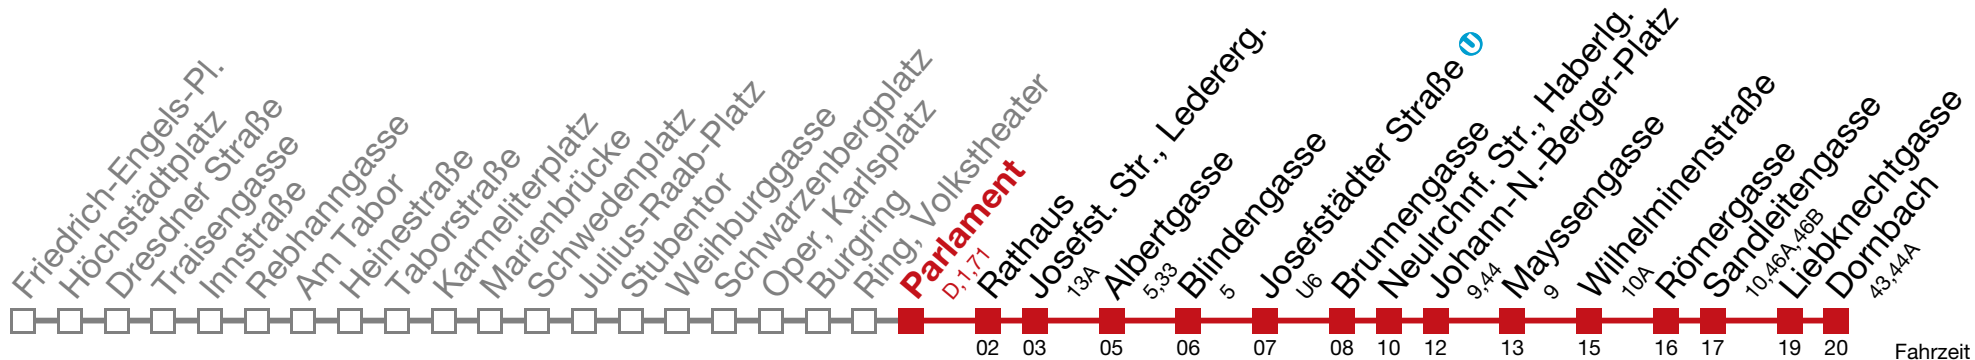 Friedrich-Engels-Pl.
Höchstädtplatz
Dresdner Straße
Traisengasse
Innstraße
Rebhanngasse
Am Tabor
Heinestraße
Taborstraße
Karmeliterplatz
Marienbrücke
Schwedenplatz
Julius-Raab-Platz
Stubentor
Weihburggasse
Schwarzenbergplatz
Oper, Karlsplatz
Burgring
Ring, Volkstheater
Parlament
D,1,71
Rathaus
Josefst. Str., Ledererg.
13A
Albertgasse
5,33
Blindengasse
5
Josefstädter Straße U
U6
Brunnengasse
Neulrchnf. Str., Haberlg.
Johann-N.-Berger-Platz
9,44
Mayssengasse
9
Wilhelminenstraße
10A
Römergasse
Sandleitengasse
10,46A,46B
Liebknechtgasse
Dornbach
43,44A
02 03 05 06 07 08 10 12 13 15 16 17 19 20 Fahrzeit